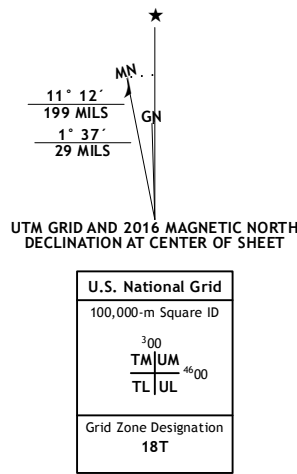 ★
MN
GN
11° 12´
199 MILS
1° 37´
29 MILS
UTM GRID AND 2016 MAGNETIC NORTH
DECLINATION AT CENTER OF SHEET
U.S. National Grid
100,000-m Square ID
300
TM UM
4600
TL UL
Grid Zone Designation
18T